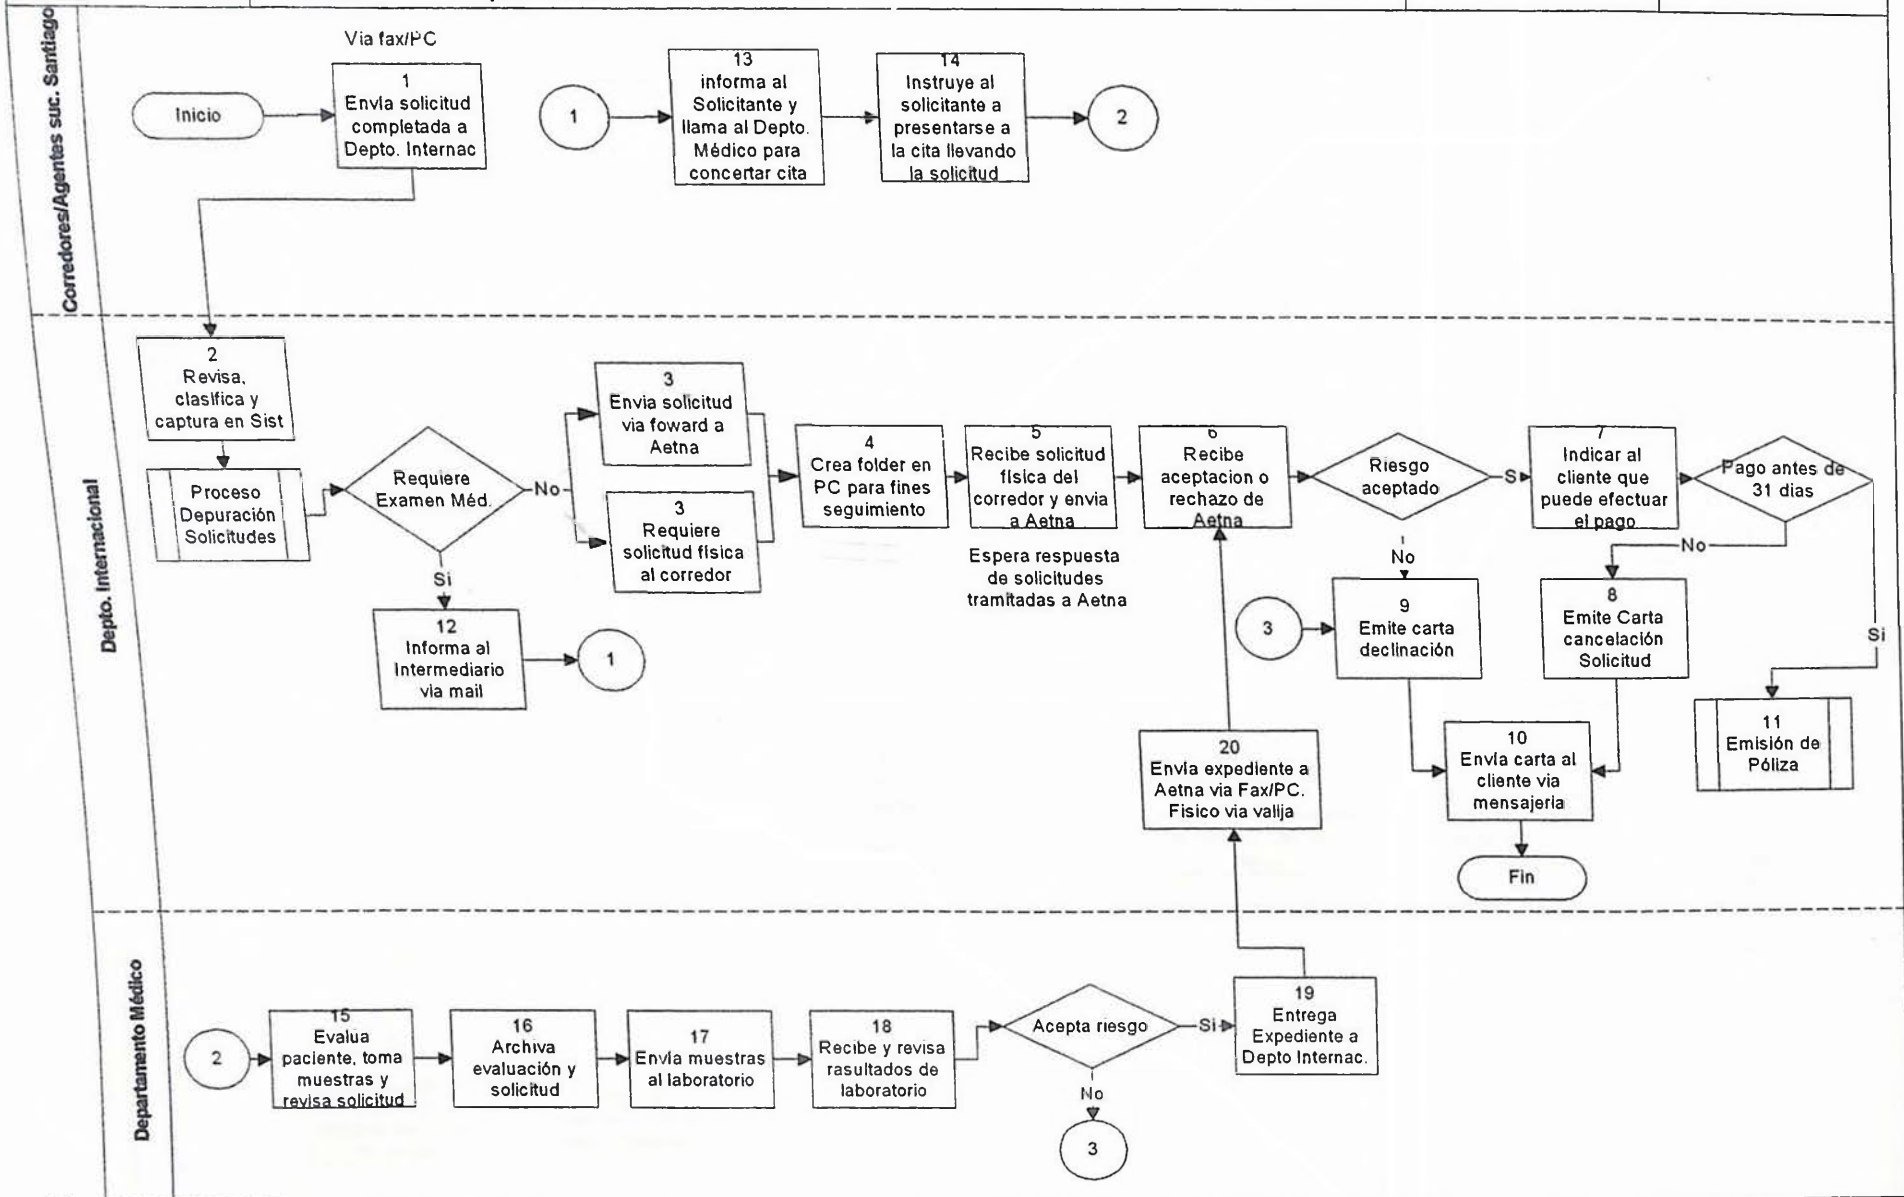 Corredores/Agentes suc. Santiago
Via fax/PC
Inicio
1
Envía solicitud
completada a
Depto. Internac
1
13
informa al
Solicitante y
llama al Depto.
Médico para
concertar cita
14
Instruye al
solicitante a
presentarse a
la cita llevando
la solicitud
2
Depto. Internacional
2
Revisa,
clasifica y
captura en Sist
Proceso
Depuración
Solicitudes
Requiere
Examen Méd.
No
Si
12
Informa al
Intermediario
via mail
1
3
Envia solicitud
via foward a
Aetna
3
Requiere
solicitud física
al corredor
4
Crea folder en
PC para fines
seguimiento
5
Recibe solicitud
física del
corredor y envia
a Aetna
Espera respuesta
de solicitudes
tramitadas a Aetna
6
Recibe
aceptacion o
rechazo de
Aetna
Riesgo
aceptado
S
No
7
Indicar al
cliente que
puede efectuar
el pago
Pago antes de
31 dias
No
Si
3
9
Emite carta
declinación
8
Emite Carta
cancelación
Solicitud
10
Envía carta al
cliente via
mensajería
Fin
11
Emisión de
Póliza
20
Envía expediente a
Aetna via Fax/PC.
Fisico via valija
Departamento Médico
2
15
Evalua
paciente, toma
muestras y
revisa solicitud
16
Archiva
evaluación y
solicitud
17
Envía muestras
al laboratorio
18
Recibe y revisa
rasultados de
laboratorio
Acepta riesgo
Si
No
3
19
Entrega
Expediente a
Depto Internac.